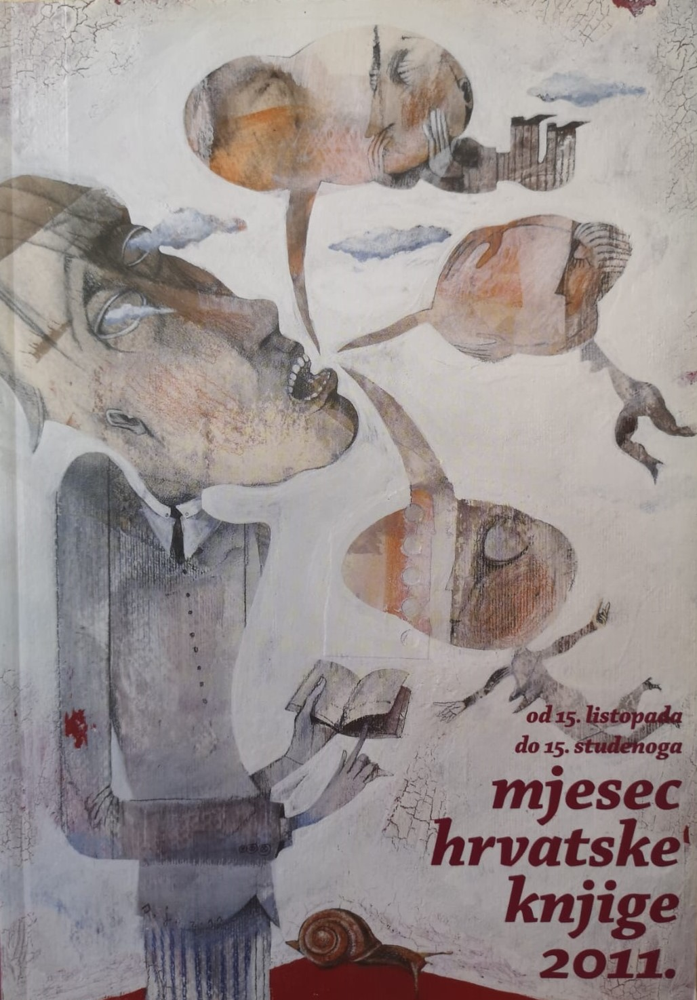 od 15. listopada
do 15. studenoga
mjesec
hrvatske
knjige
2011.